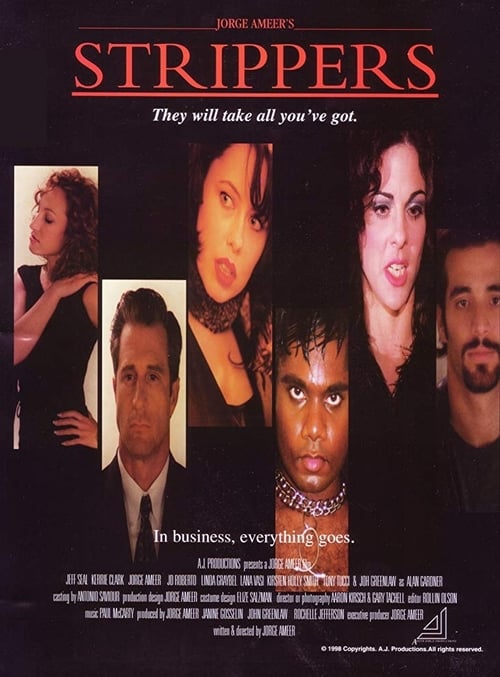 JORGE AMEER'S
STRIPPERS
They will take all you've got.
In business, everything goes.
A.J. PRODUCTIONS presents a JORGE AMEER film
JEFF SEAL KERRIE CLARK JORGE AMEER JD ROBERTO LINDA GRAYBEL LANA VASI KIRSTEN HOLLY SMITH TONY TUCCI & JOH GREENLAW as ALAN GARDNER
casting by ANTONIO SAVIOUR production design JORGE AMEER costume design ELIZE SALZMAN director or photography AARON KIRSCH & GARY TACHELL editor ROLLIN OLSON
music PAUL McCARY produced by JORGE AMEER JANINE GOSSELIN JOHN GREENLAW ROCHELLE JEFFERSON executive producer JORGE AMEER
written & directed by JORGE AMEER
© 1998 Copyrights. A.J. Productions.All rights reserved.